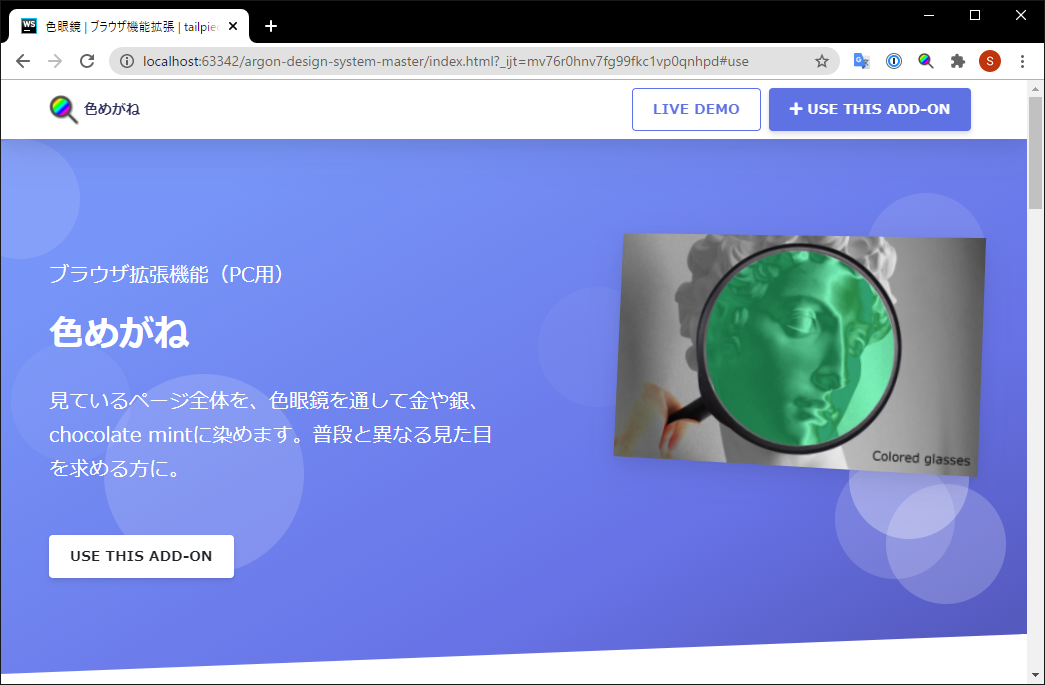 WS 色眼鏡 | ブラウザ機能拡張 | tailpie
localhost:63342/argon-design-system-master/index.html?_ijt=mv76r0hnv7fg99fkc1vp0qnhpd#use
S
色めがね
LIVE DEMO
USE THIS ADD-ON
ブラウザ拡張機能（PC用）
色めがね
見ているページ全体を、色眼鏡を通して金や銀、
chocolate mintに染めます。普段と異なる見た目
を求める方に。
Colored glasses
USE THIS ADD-ON